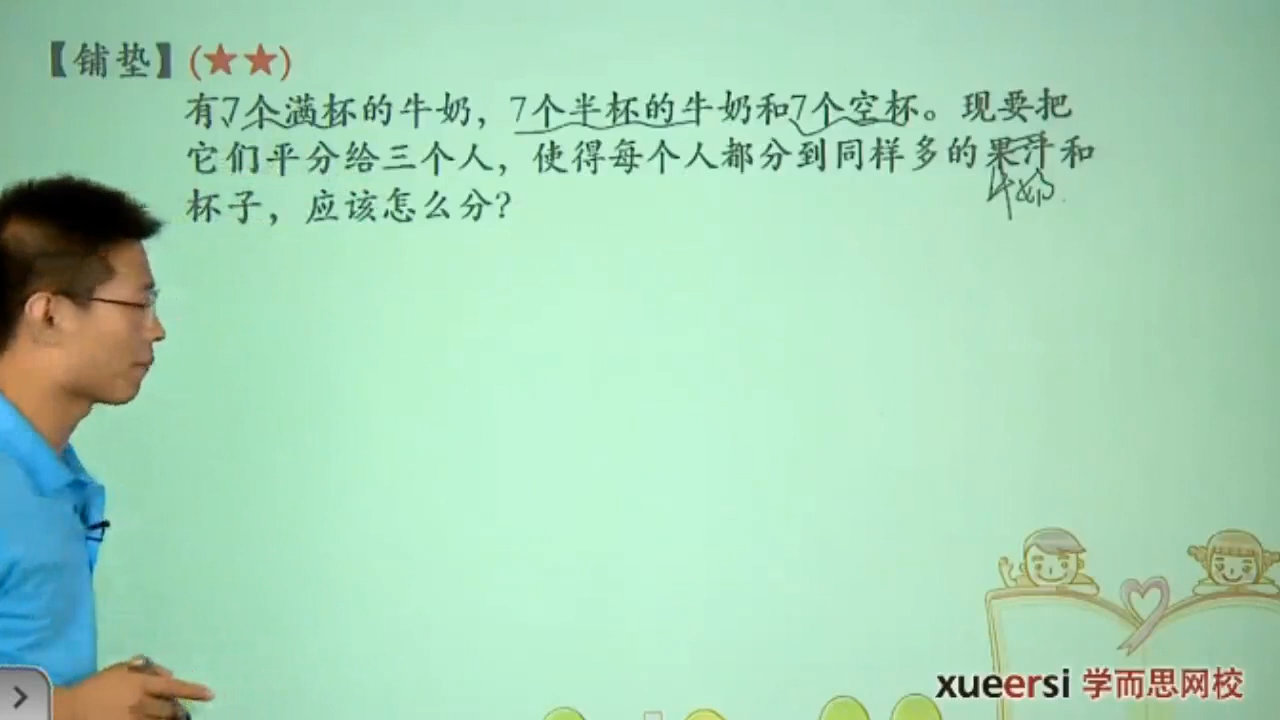 【铺垫】(★★)
有7个满杯的牛奶，7个半杯的牛奶和7个空杯。现要把
它们平分给三个人，使得每个人都分到同样多的果汁和
牛奶
杯子，应该怎么分？
xueersi 学而思网校